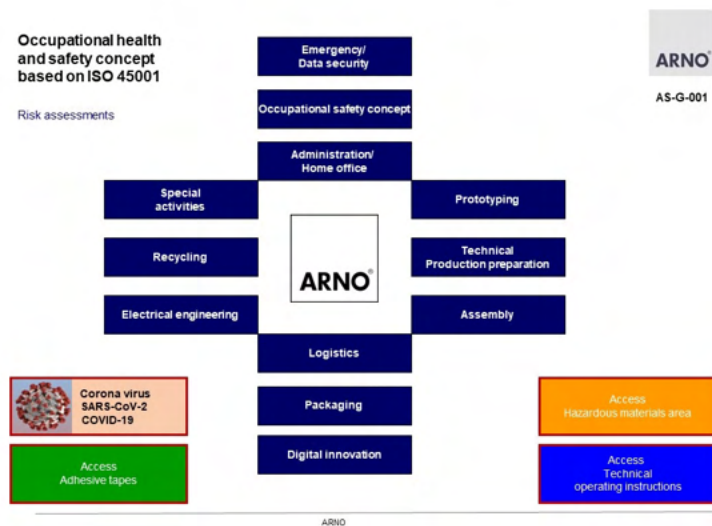 Occupational health
and safety concept
based on ISO 45001
Risk assessments
ARNO®
AS-G-001
Emergency/
Data security
Occupational safety concept
Administration/
Home office
Special
activities
Prototyping
Recycling
ARNO®
Technical
Production preparation
Electrical engineering
Assembly
Logistics
Packaging
Digital innovation
Corona virus
SARS-CoV-2
COVID-19
Access
Adhesive tapes
Access
Hazardous materials area
Access
Technical
operating instructions
ARNO